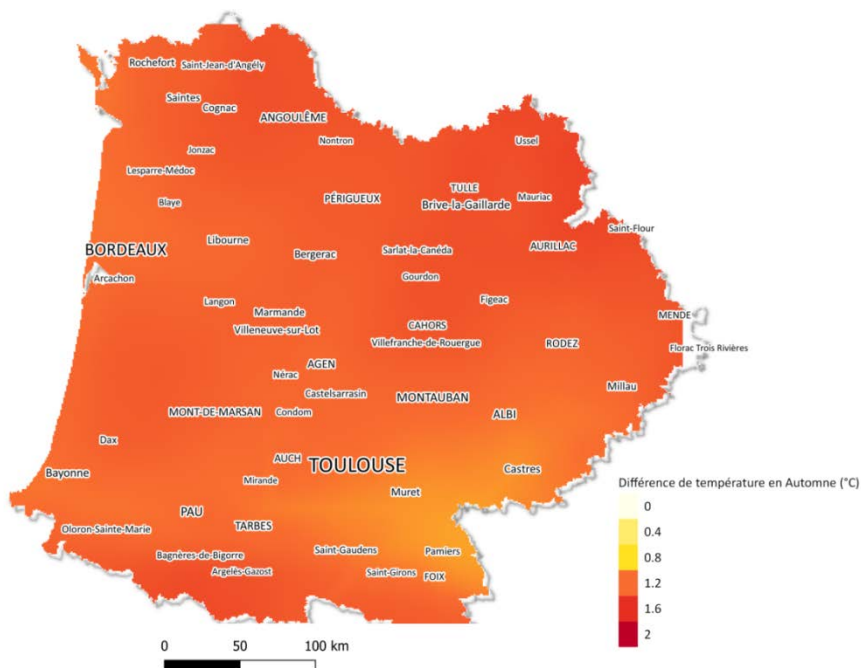 Rochefort
Saint-Jean-d'Angély
Saintes
Cognac
ANGOULÊME
Nontron
Ussel
Jonzac
Lesparre-Médoc
Blaye
PÉRIGUEUX
TULLE
Brive-la-Gaillarde
Mauriac
Saint-Flour
BORDEAUX
Libourne
Bergerac
Sarlat-la-Canéda
AURILLAC
Arcachon
Gourdon
Langon
Marmande
Figeac
Villeneuve-sur-Lot
CAHORS
MENDE
Villefranche-de-Rouergue
RODEZ
Florac Trois Rivières
AGEN
Nérac
Millau
Castelsarrasin
MONTAUBAN
MONT-DE-MARSAN
Condom
ALBI
Dax
Bayonne
AUCH
TOULOUSE
Castres
Mirande
Muret
PAU
TARBES
Oloron-Sainte-Marie
Bagnères-de-Bigorre
Saint-Gaudens
Pamiers
Argelès-Gazost
Saint-Girons
FOIX
Différence de température en Automne (°C)
0
0.4
0.8
1.2
1.6
2
0 50 100 km